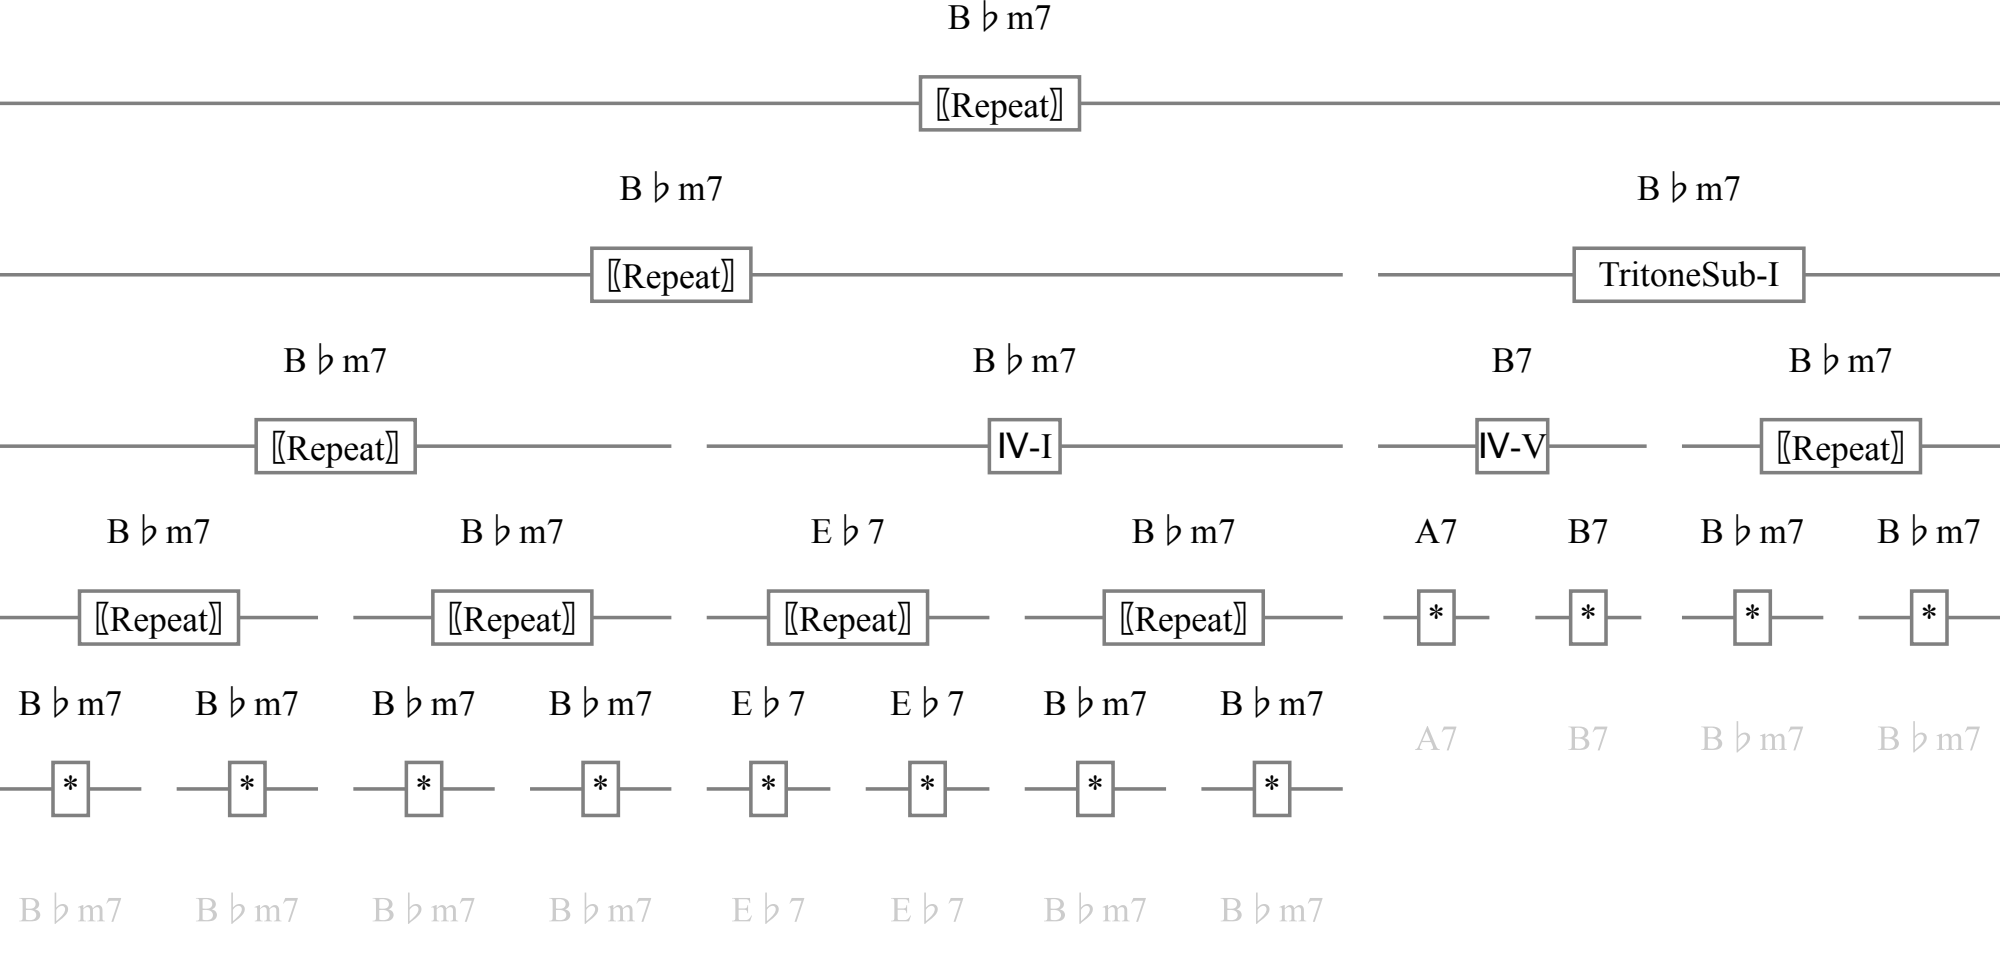 B♭m7
⟦Repeat⟧
B♭m7 B♭m7
⟦Repeat⟧ TritoneSub-I
B♭m7 B♭m7 B7 B♭m7
⟦Repeat⟧ IV-I IV-V ⟦Repeat⟧
B♭m7 B♭m7 E♭7 B♭m7 A7 B7 B♭m7 B♭m7
⟦Repeat⟧ ⟦Repeat⟧ ⟦Repeat⟧ ⟦Repeat⟧ * * * *
B♭m7 B♭m7 B♭m7 B♭m7 E♭7 E♭7 B♭m7 B♭m7
A7 B7 B♭m7 B♭m7
* * * * * * * *
B♭m7 B♭m7 B♭m7 B♭m7 E♭7 E♭7 B♭m7 B♭m7